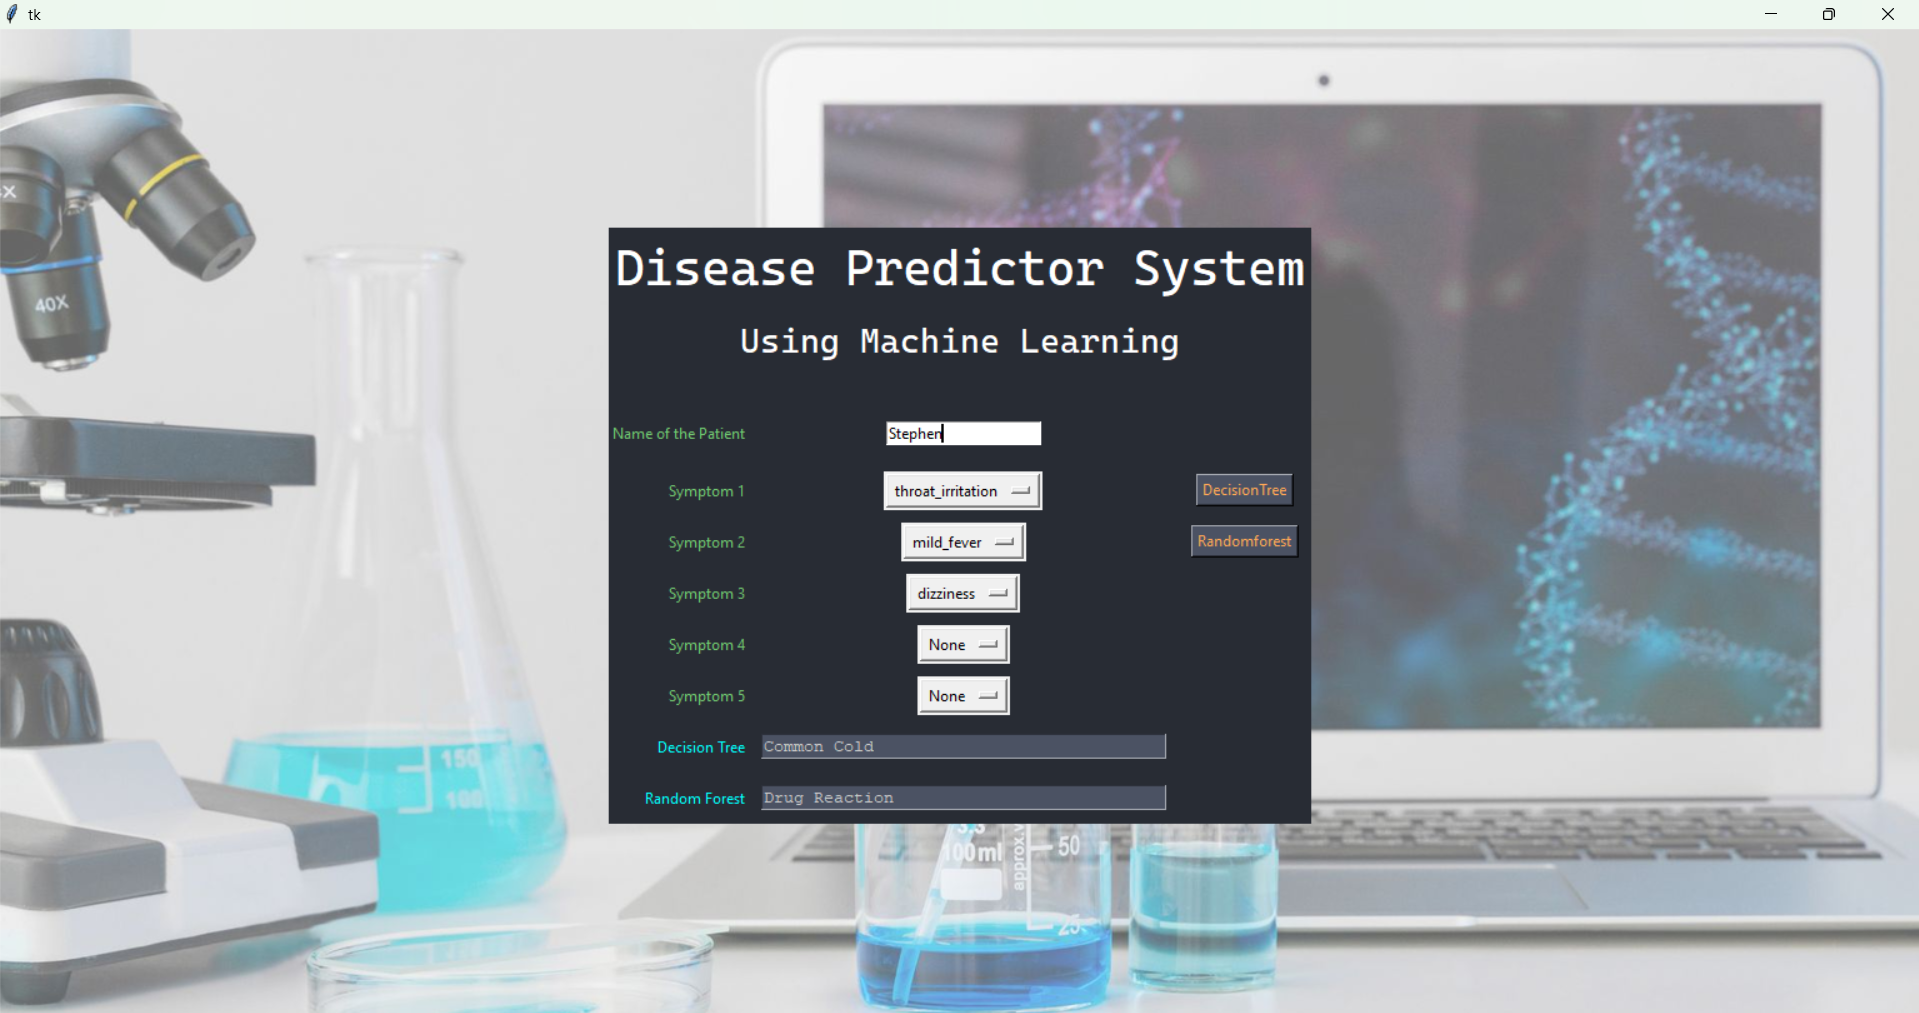 tk
Disease Predictor System
Using Machine Learning
Name of the Patient Stephen
Symptom 1 throat_irritation DecisionTree
Symptom 2 mild_fever Randomforest
Symptom 3 dizziness
Symptom 4 None
Symptom 5 None
Decision Tree Common Cold
Random Forest Drug Reaction
40X
150
100
100ml
50
approx.
25